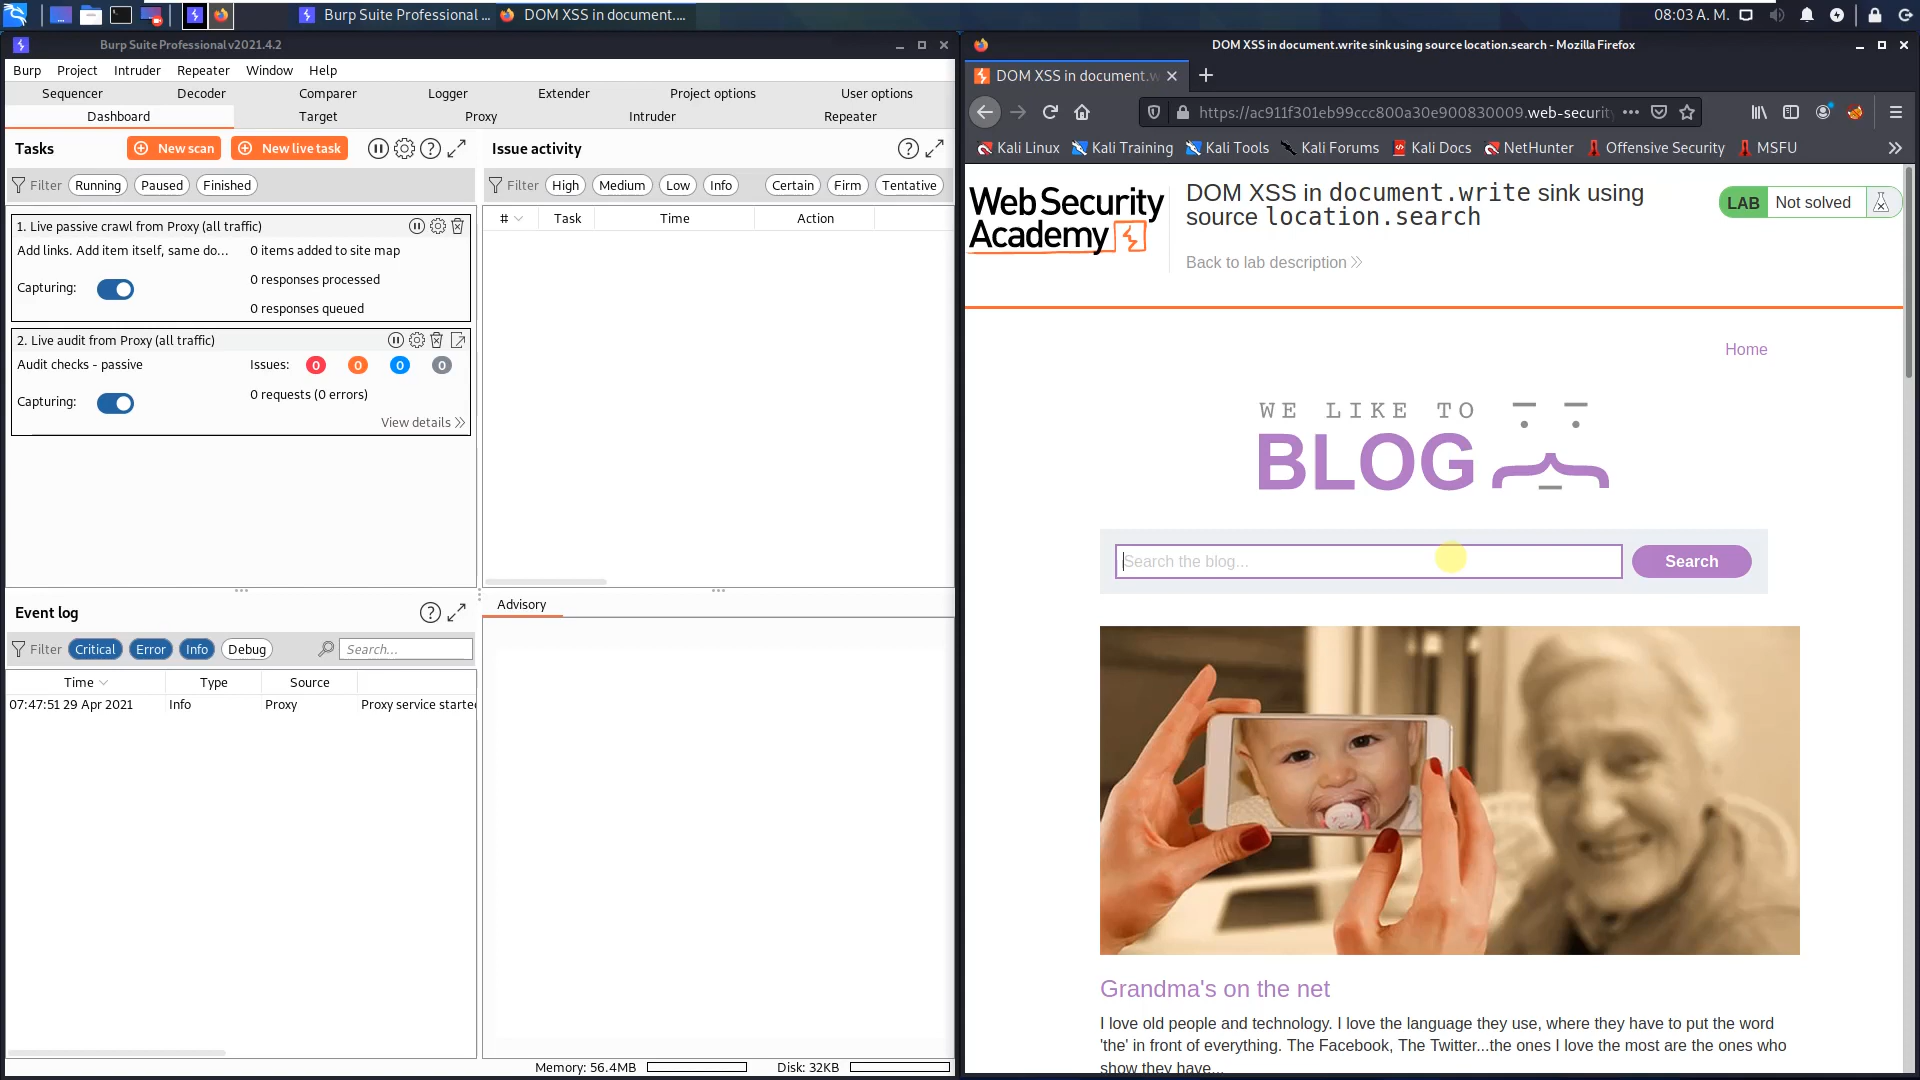 Burp Suite Professional ...
DOM XSS in document....
08:03 A. M.
Burp Suite Professional v2021.4.2
Burp Project Intruder Repeater Window Help
Sequencer Decoder Comparer Logger Extender Project options User options
Dashboard Target Proxy Intruder Repeater
Tasks New scan New live task
Filter Running Paused Finished
1. Live passive crawl from Proxy (all traffic)
Add links. Add item itself, same do... 0 items added to site map
0 responses processed
Capturing:
0 responses queued
2. Live audit from Proxy (all traffic)
Audit checks - passive Issues: 0 0 0 0
0 requests (0 errors)
Capturing:
View details
Issue activity
Filter High Medium Low Info Certain Firm Tentative
# Task Time Action
Event log
Filter Critical Error Info Debug Search...
Time Type Source
07:47:51 29 Apr 2021 Info Proxy Proxy service starte
Advisory
Memory: 56.4MB Disk: 32KB
DOM XSS in document.write sink using source location.search - Mozilla Firefox
DOM XSS in document.w
https://ac911f301eb99ccc800a30e900830009.web-security
Kali Linux Kali Training Kali Tools Kali Forums Kali Docs NetHunter Offensive Security MSFU
Web Security
Academy
DOM XSS in document.write sink using
source location.search
Back to lab description
LAB Not solved
Home
WE LIKE TO
BLOG
Search the blog... Search
Grandma's on the net
I love old people and technology. I love the language they use, where they have to put the word
'the' in front of everything. The Facebook, The Twitter...the ones I love the most are the ones who
show they have...